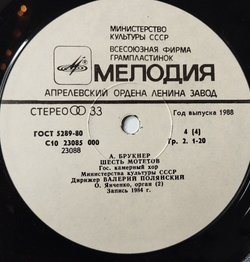 МИНИСТЕРСТВО
КУЛЬТУРЫ СССР
ВСЕСОЮЗНАЯ ФИРМА
ГРАМПЛАСТИНОК
МЕЛОДИЯ
АПРЕЛЕВСКИЙ ОРДЕНА ЛЕНИНА ЗАВОД
СТЕРЕО 33
Год выпуска 1988
ГОСТ 5289-80
4 [4]
С10 23085 000
Гр. 2. 1-20
23088
А. БРУКНЕР
ШЕСТЬ МОТЕТОВ
Гос. камерный хор
Министерства культуры СССР
Дирижер ВАЛЕРИЙ ПОЛЯНСКИЙ
О. Янченко, орган (2)
Запись 1984 г.